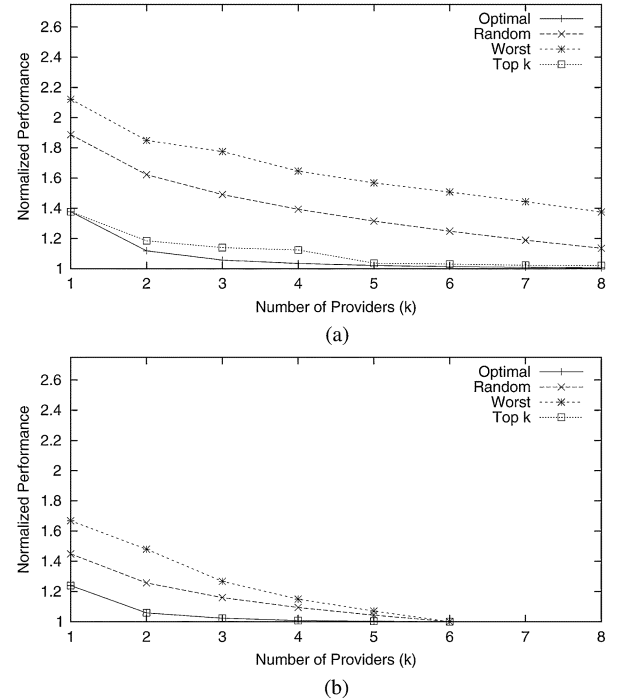 2.6
2.4
2.2
2
1.8
1.6
1.4
1.2
1
Normalized Performance
Optimal
Random
Worst
Top k
1 2 3 4 5 6 7 8
Number of Providers (k)
(a)
2.6
2.4
2.2
2
1.8
1.6
1.4
1.2
1
Normalized Performance
Optimal
Random
Worst
Top k
1 2 3 4 5 6 7 8
Number of Providers (k)
(b)